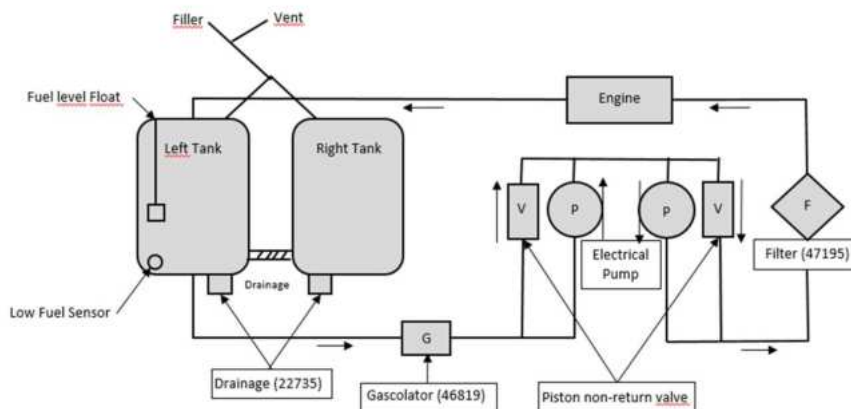 Filler
Vent
Fuel level Float
Engine
Left Tank
Right Tank
V
P
P
V
F
Electrical
Pump
Filter (47195)
Drainage
Low Fuel Sensor
G
Drainage (22735)
Gascolator (46819)
Piston non-return valve